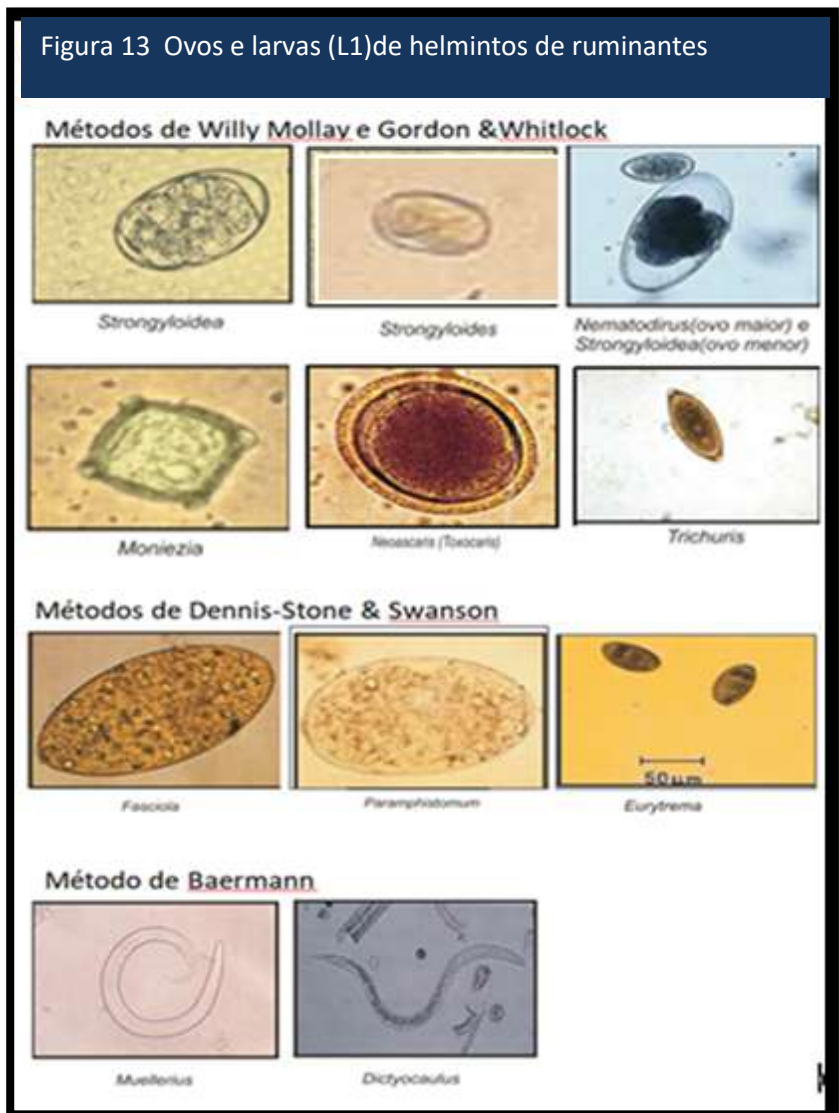 Figura 13  Ovos e larvas (L1)de helmintos de ruminantes
Métodos de Willy Mollay e Gordon &Whitlock
Strongyloidea
Strongyloides
Nematodirus(ovo maior) e
Strongyloidea(ovo menor)
Moniezia
Neoascaris (Toxocaris)
Trichuris
Métodos de Dennis-Stone & Swanson
50 µm
Fasciola
Paramphistomum
Eurytrema
Método de Baermann
Muellerius
Dictyocaulus